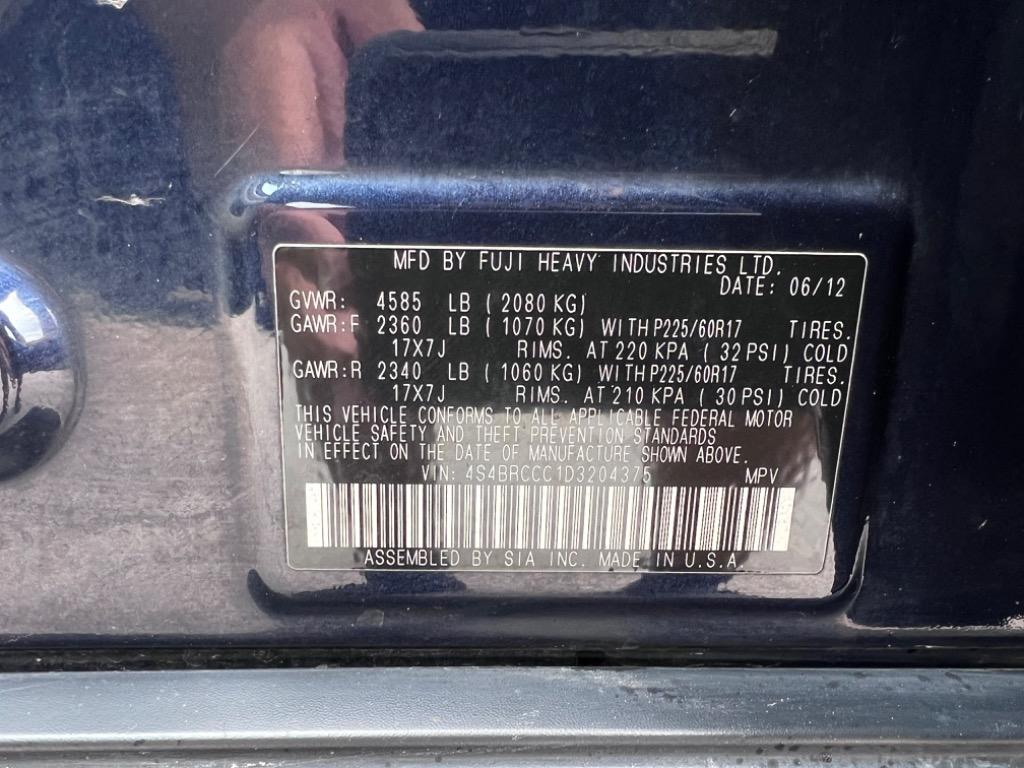 MFD BY FUJI HEAVY INDUSTRIES LTD.
DATE: 06/12
GVWR: 4585 LB (2080 KG)
GAWR:F 2360 LB (1070 KG) WITH P225/60R17 TIRES.
17X7J RIMS. AT 220 KPA (32 PSI) COLD
GAWR:R 2340 LB (1060 KG) WITH P225/60R17 TIRES.
17X7J RIMS. AT 210 KPA (30 PSI) COLD
THIS VEHICLE CONFORMS TO ALL APPLICABLE FEDERAL MOTOR
VEHICLE SAFETY AND THEFT PREVENTION STANDARDS
IN EFFECT ON THE DATE OF MANUFACTURE SHOWN ABOVE.
VIN: 4S4BRCCC1D3204375 MPV
ASSEMBLED BY SIA INC. MADE IN U.S.A.